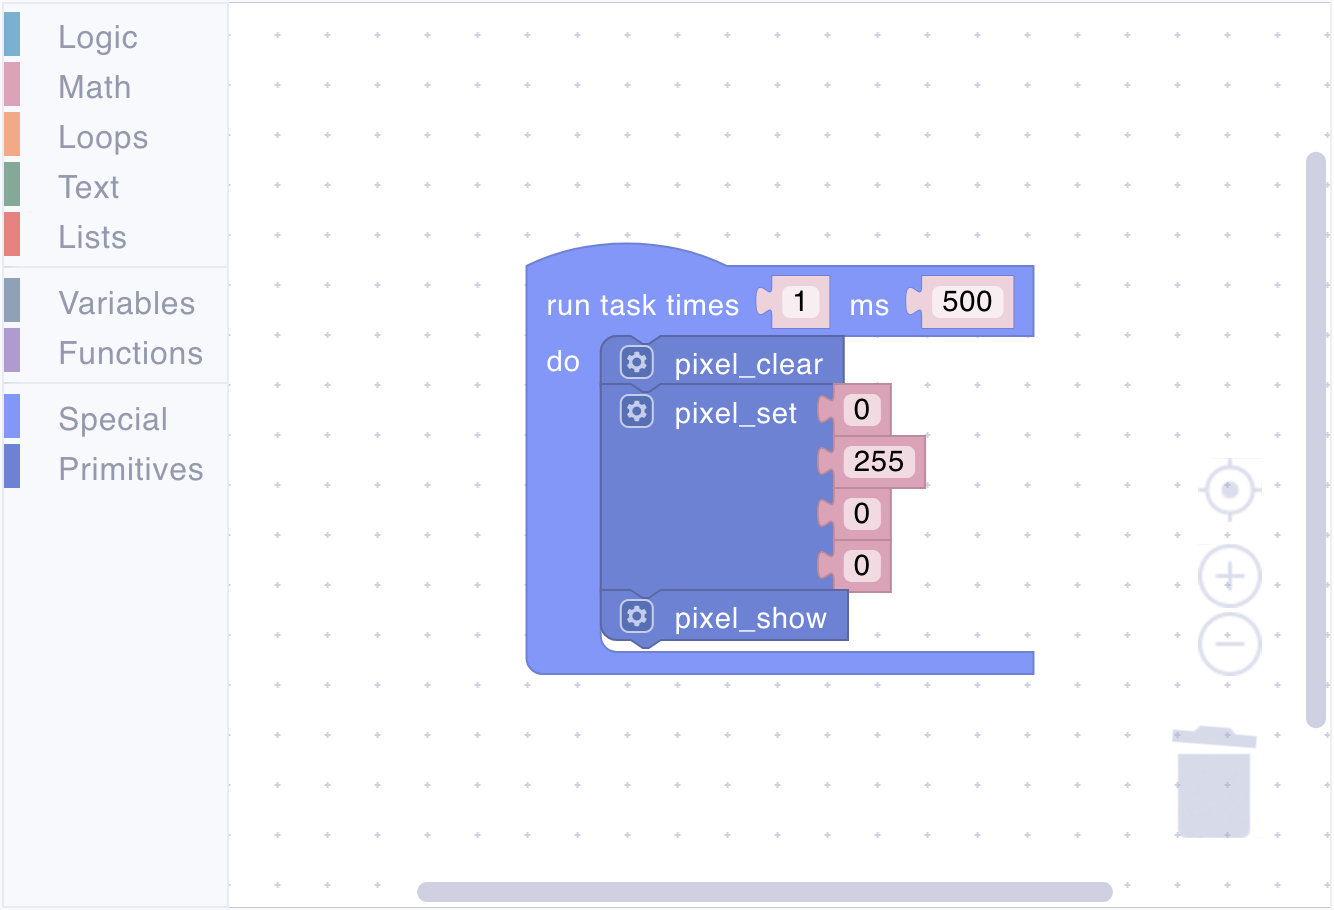 Logic
Math
Loops
Text
Lists
Variables
Functions
Special
Primitives
run task times 1 ms 500
do pixel_clear
pixel_set 0
255
0
0
pixel_show